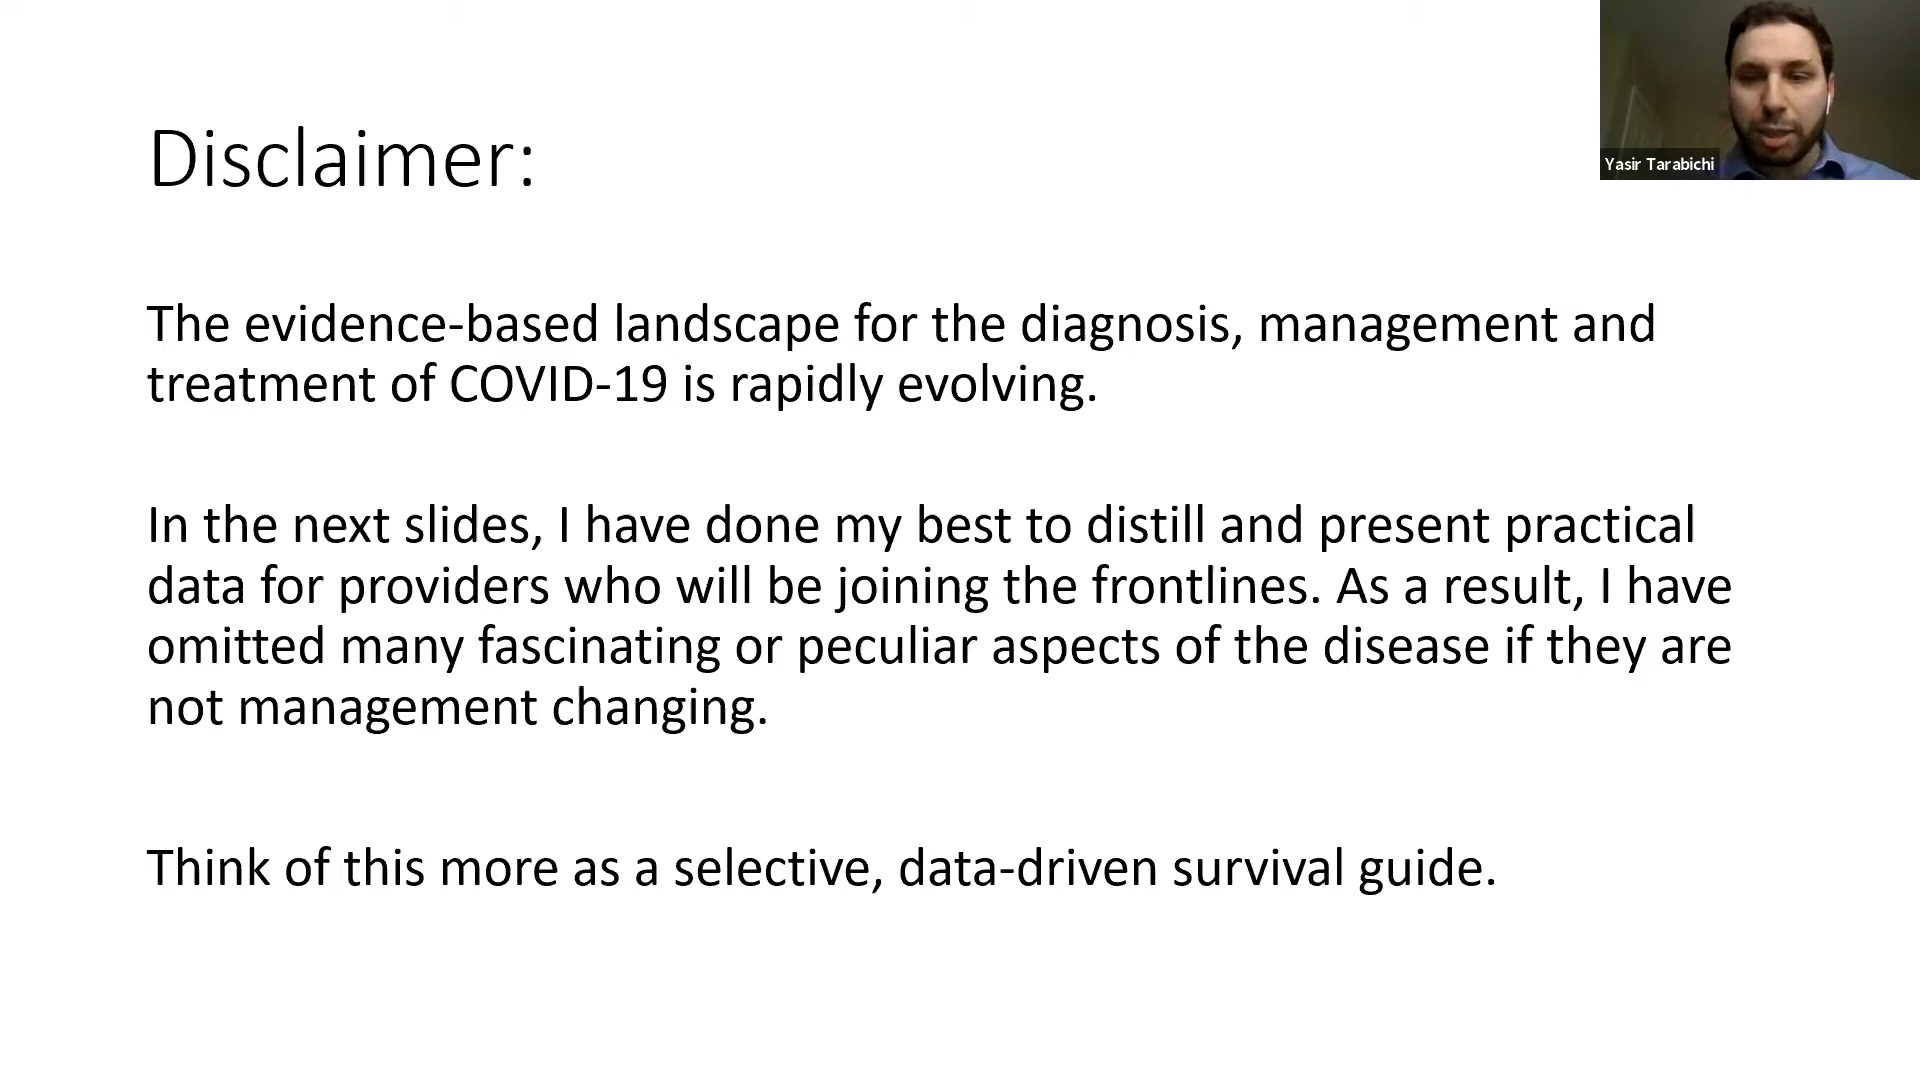 Disclaimer:
Yasir Tarabichi
The evidence-based landscape for the diagnosis, management and
treatment of COVID-19 is rapidly evolving.
In the next slides, I have done my best to distill and present practical
data for providers who will be joining the frontlines. As a result, I have
omitted many fascinating or peculiar aspects of the disease if they are
not management changing.
Think of this more as a selective, data-driven survival guide.